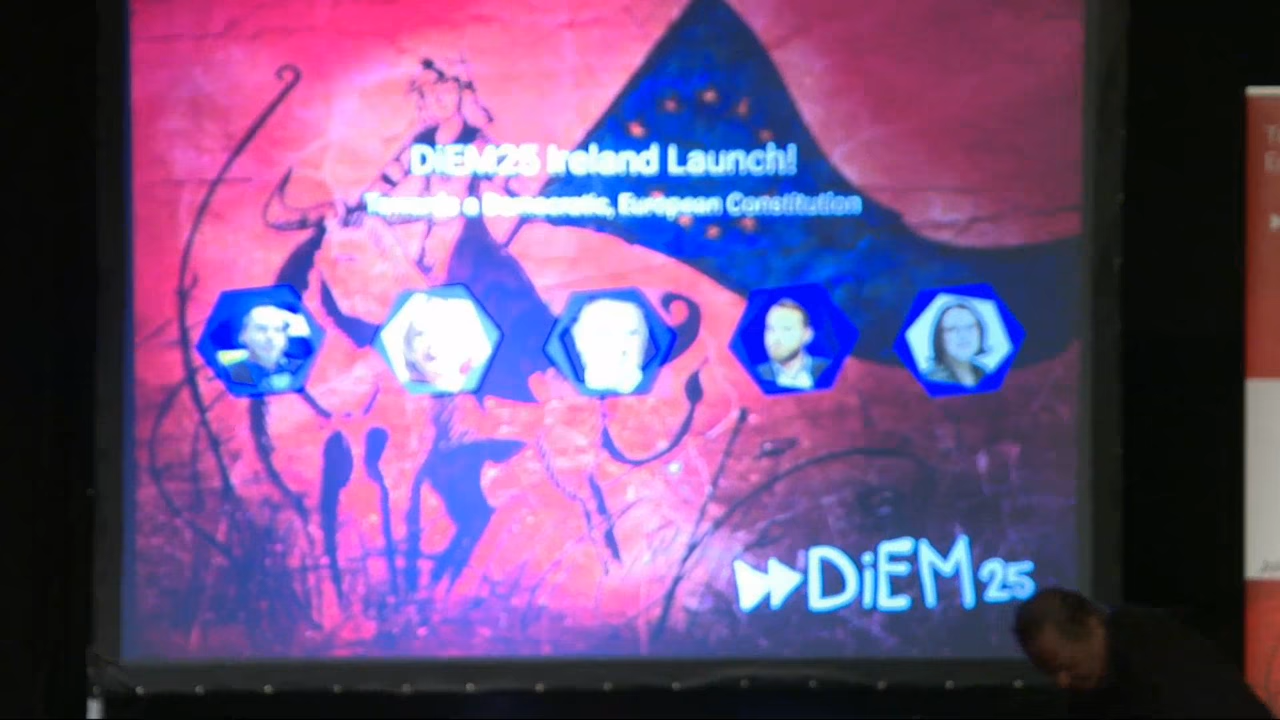 DiEM25 Ireland Launch!
Towards a Democratic, European Constitution
DiEM25